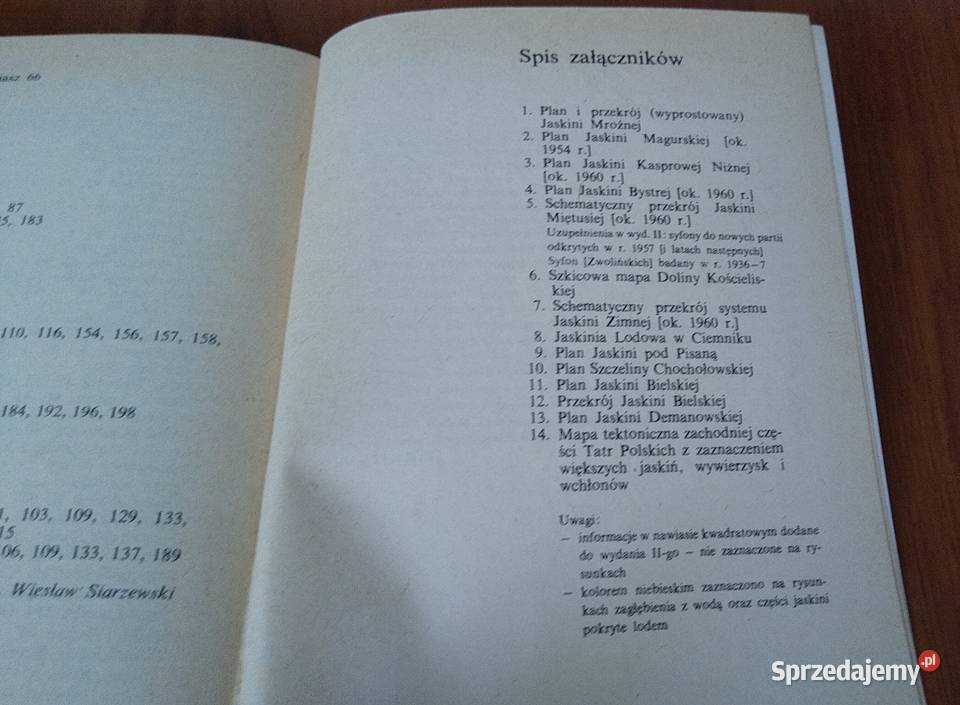 66
87
183
110, 116, 154, 156, 157, 158,
184, 192, 196, 198
103, 109, 129, 133,
109, 133, 137, 189
Wiesław Siarzewski
Spis załączników
1. Plan i przekrój (wyprostowany)
Jaskini Mroźnej
2. Plan Jaskini Magurskiej [ok.
1954 r.]
3. Plan Jaskini Kasprowej Niżnej
[ok. 1960 r.]
4. Plan Jaskini Bystrej [ok. 1960 r.]
5. Schematyczny przekrój Jaskini
Miętusiej [ok. 1960 r.]
Uzupełnienia w wyd. II: syfony do nowych partii
odkrytych w r. 1957 [i latach następnych]
Syfon [Zwolińskich] badany w r. 1936-7
6. Szkicowa mapa Doliny Kościelis-
kiej
7. Schematyczny przekrój systemu
Jaskini Zimnej [ok. 1960 r.]
8. Jaskinia Lodowa w Ciemniku
9. Plan Jaskini pod Pisaną
10. Plan Szczeliny Chochołowskiej
11. Plan Jaskini Bielskiej
12. Przekrój Jaskini Bielskiej
13. Plan Jaskini Demanowskiej
14. Mapa tektoniczna zachodniej czę-
ści Tatr Polskich z zaznaczeniem
większych jaskiń, wywierzysk i
wchłonów
Uwagi:
– informacje w nawiasie kwadratowym dodane
do wydania II-go – nie zaznaczone na ry-
sunkach
– kolorem niebieskim zaznaczono na rysun-
kach zagłębienia z wodą oraz części jaskini
pokryte lodem
Sprzedajemy.pl